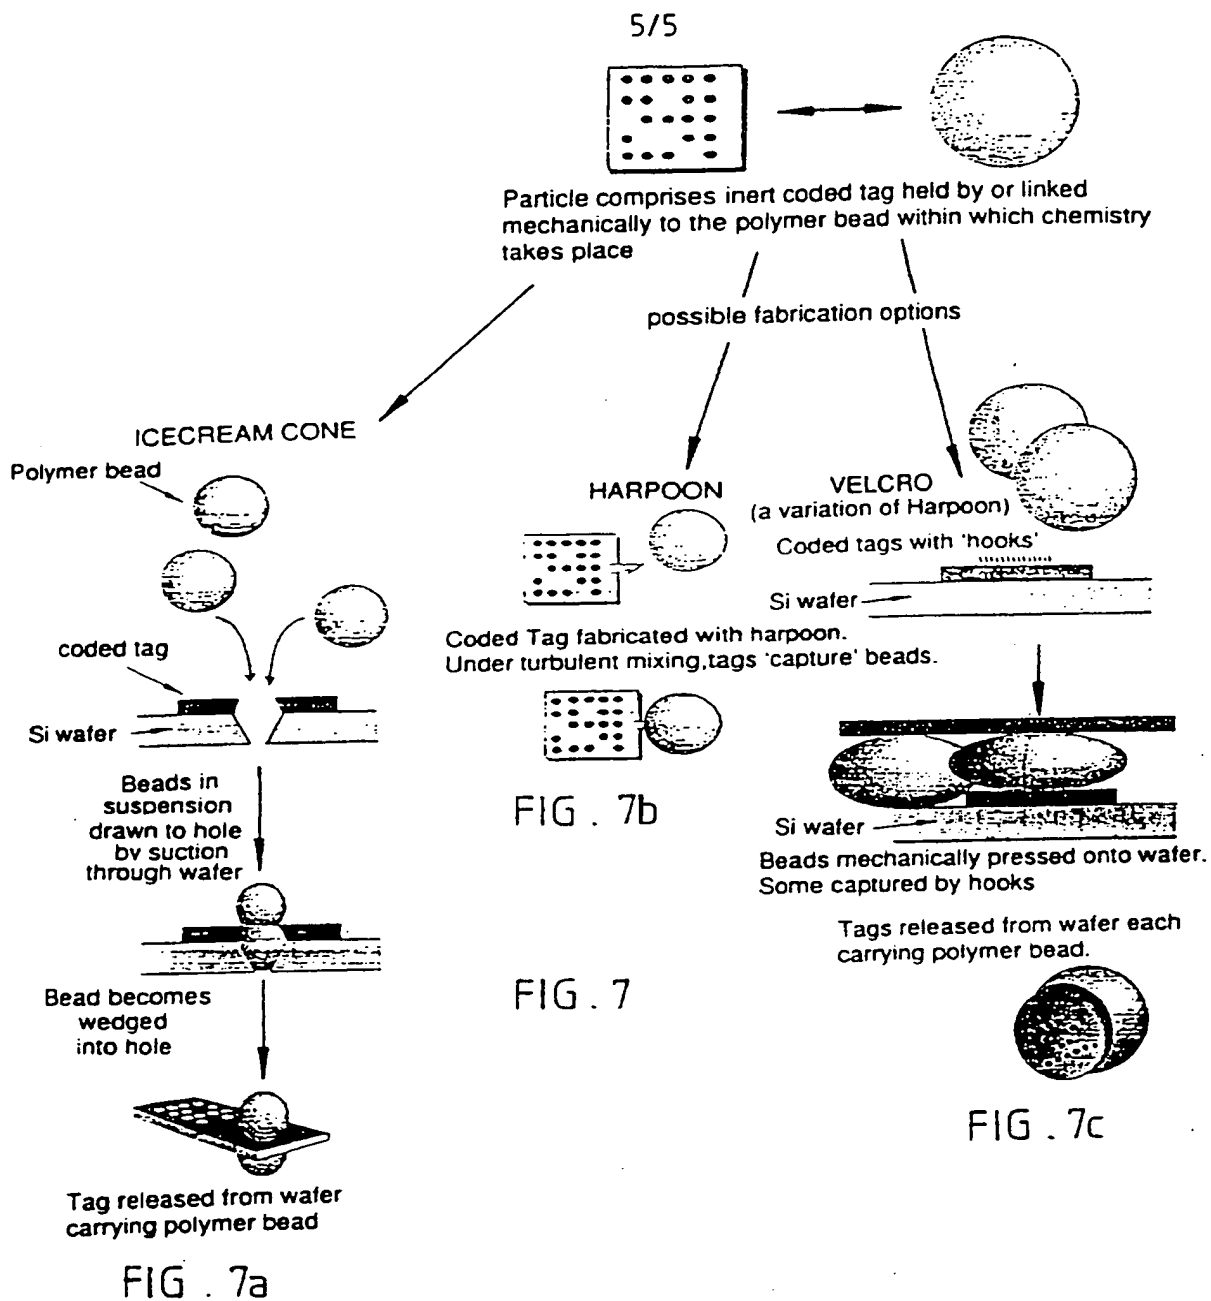 5/5
Particle comprises inert coded tag held by or linked
mechanically to the polymer bead within which chemistry
takes place
possible fabrication options
ICECREAM CONE
Polymer bead
coded tag
Si wafer
Beads in
suspension
drawn to hole
by suction
through wafer
Bead becomes
wedged
into hole
Tag released from wafer
carrying polymer bead
FIG . 7a
HARPOON
Coded Tag fabricated with harpoon.
Under turbulent mixing,tags 'capture' beads.
FIG . 7b
FIG . 7
VELCRO
(a variation of Harpoon)
Coded tags with 'hooks'
Si wafer
Si wafer
Beads mechanically pressed onto wafer.
Some captured by hooks
Tags released from wafer each
carrying polymer bead.
FIG . 7c